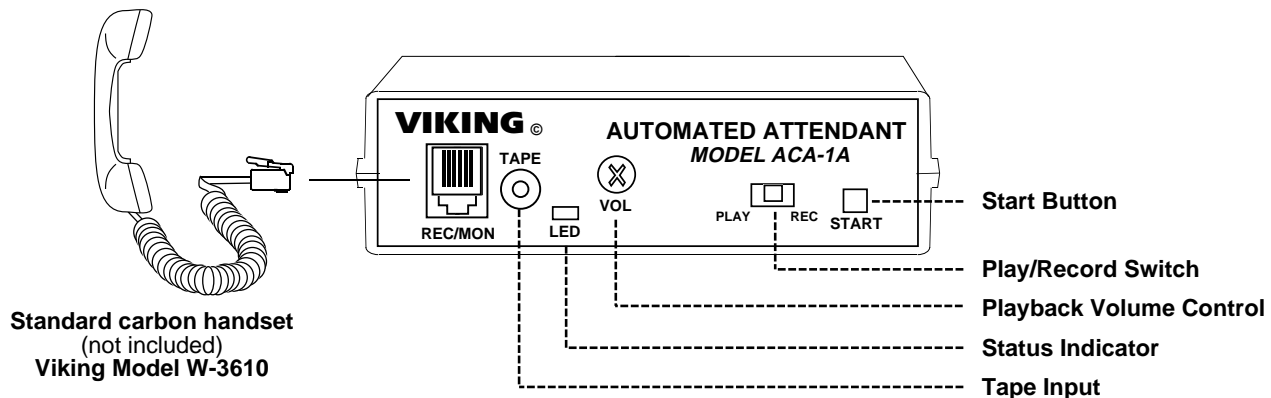 VIKING ©
AUTOMATED ATTENDANT
MODEL ACA-1A
TAPE
VOL
PLAY
REC
START
REC/MON
LED
Start Button
Play/Record Switch
Playback Volume Control
Status Indicator
Tape Input
Standard carbon handset
(not included)
Viking Model W-3610